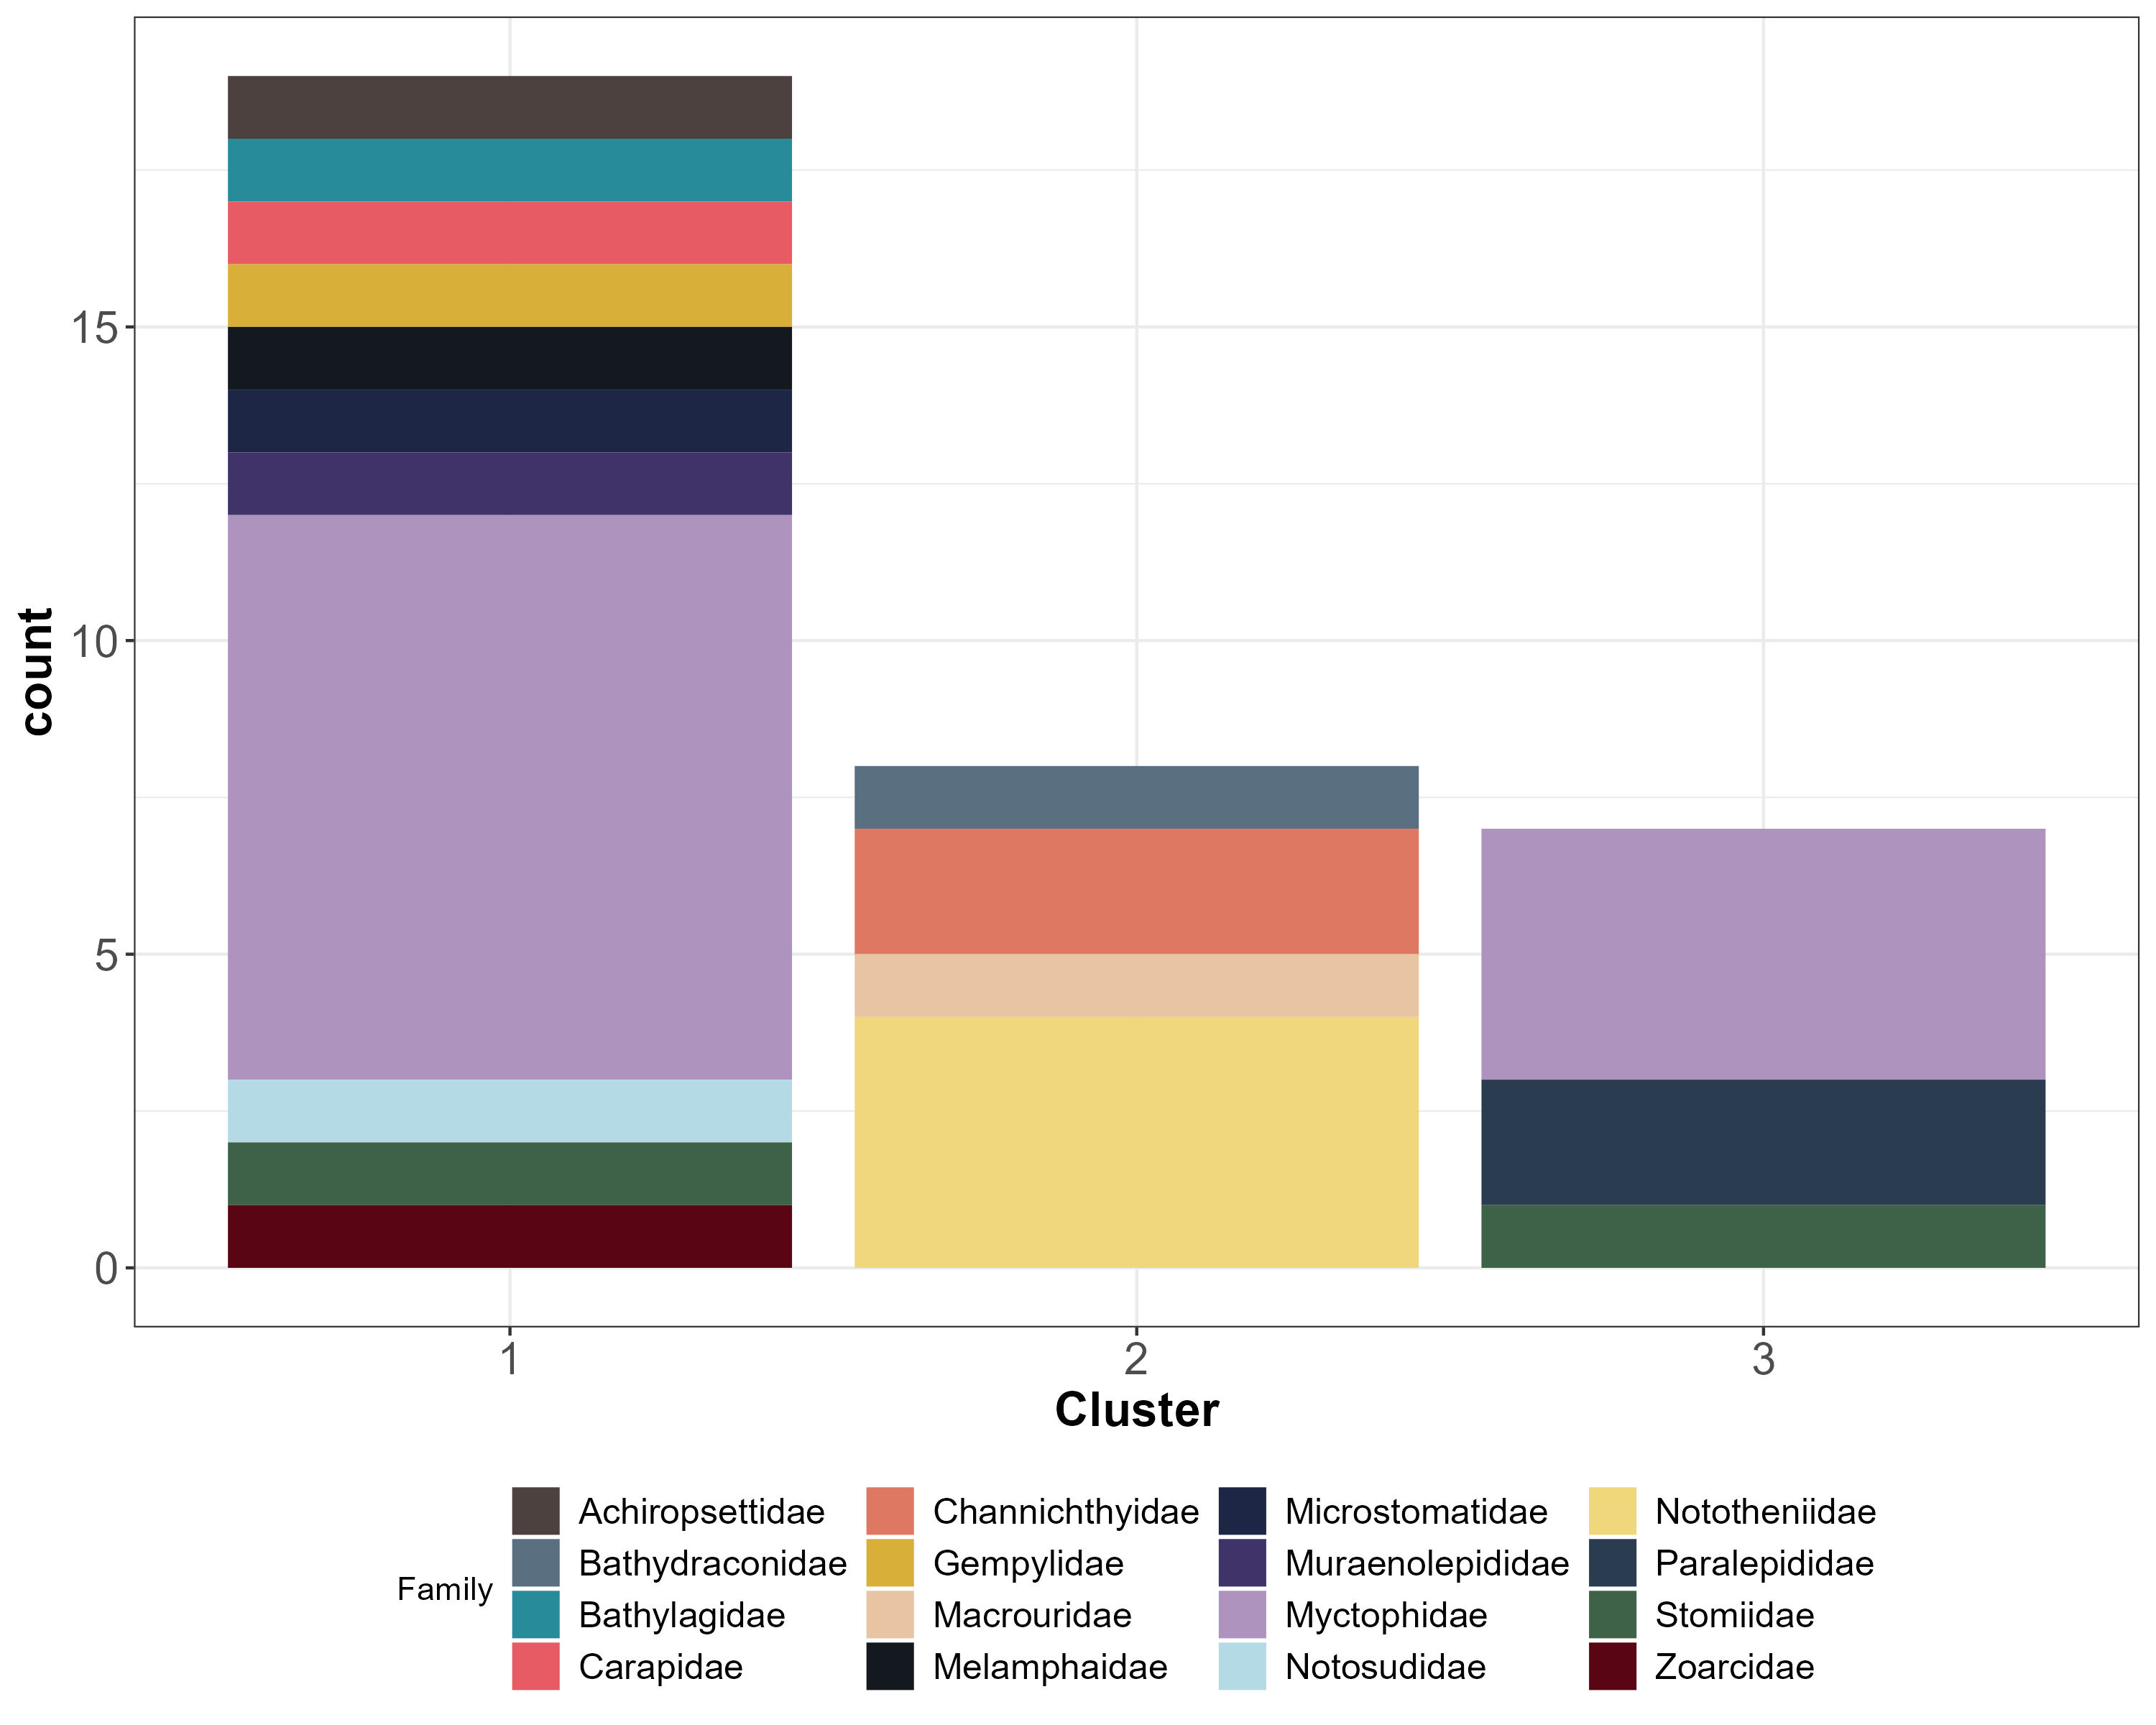 count
15
10
5
0
1 2 3
Cluster
Family
Achiropsettidae Channichthyidae Microstomatidae Nototheniidae
Bathydraconidae Gempylidae Muraenolepididae Paralepididae
Bathylagidae Macrouridae Myctophidae Stomiidae
Carapidae Melamphaidae Notosudidae Zoarcidae